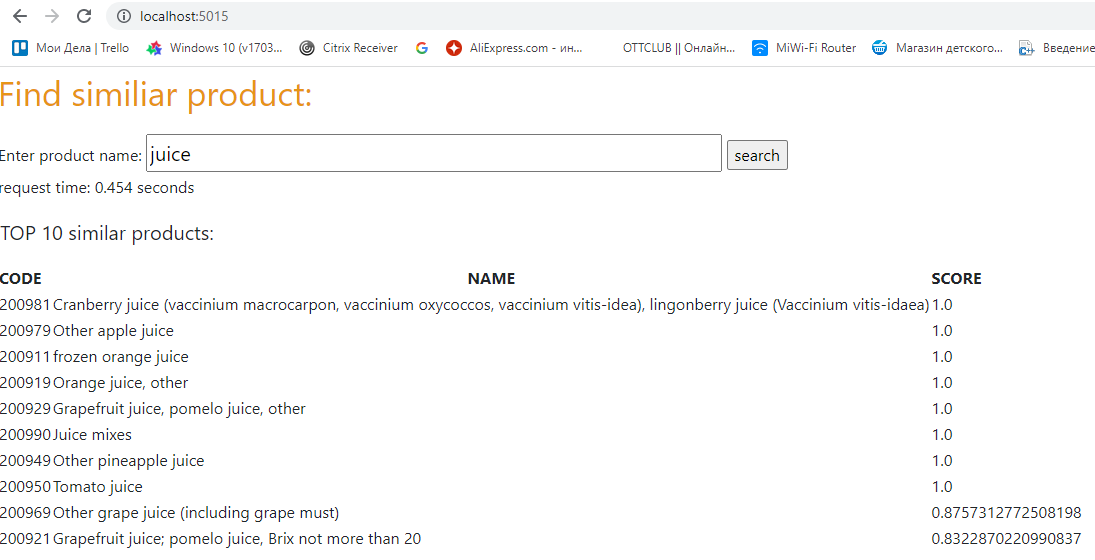 localhost:5015
Мои Дела | Trello Windows 10 (v1703... Citrix Receiver AliExpress.com - ин... OTTCLUB || Онлайн... MiWi-Fi Router Магазин детского... Введение
Find similiar product:
Enter product name: juice search
request time: 0.454 seconds
TOP 10 similar products:
CODE NAME SCORE
200981 Cranberry juice (vaccinium macrocarpon, vaccinium oxycoccos, vaccinium vitis-idea), lingonberry juice (Vaccinium vitis-idaea) 1.0
200979 Other apple juice 1.0
200911 frozen orange juice 1.0
200919 Orange juice, other 1.0
200929 Grapefruit juice, pomelo juice, other 1.0
200990 Juice mixes 1.0
200949 Other pineapple juice 1.0
200950 Tomato juice 1.0
200969 Other grape juice (including grape must) 0.8757312772508198
200921 Grapefruit juice; pomelo juice, Brix not more than 20 0.8322870220990837